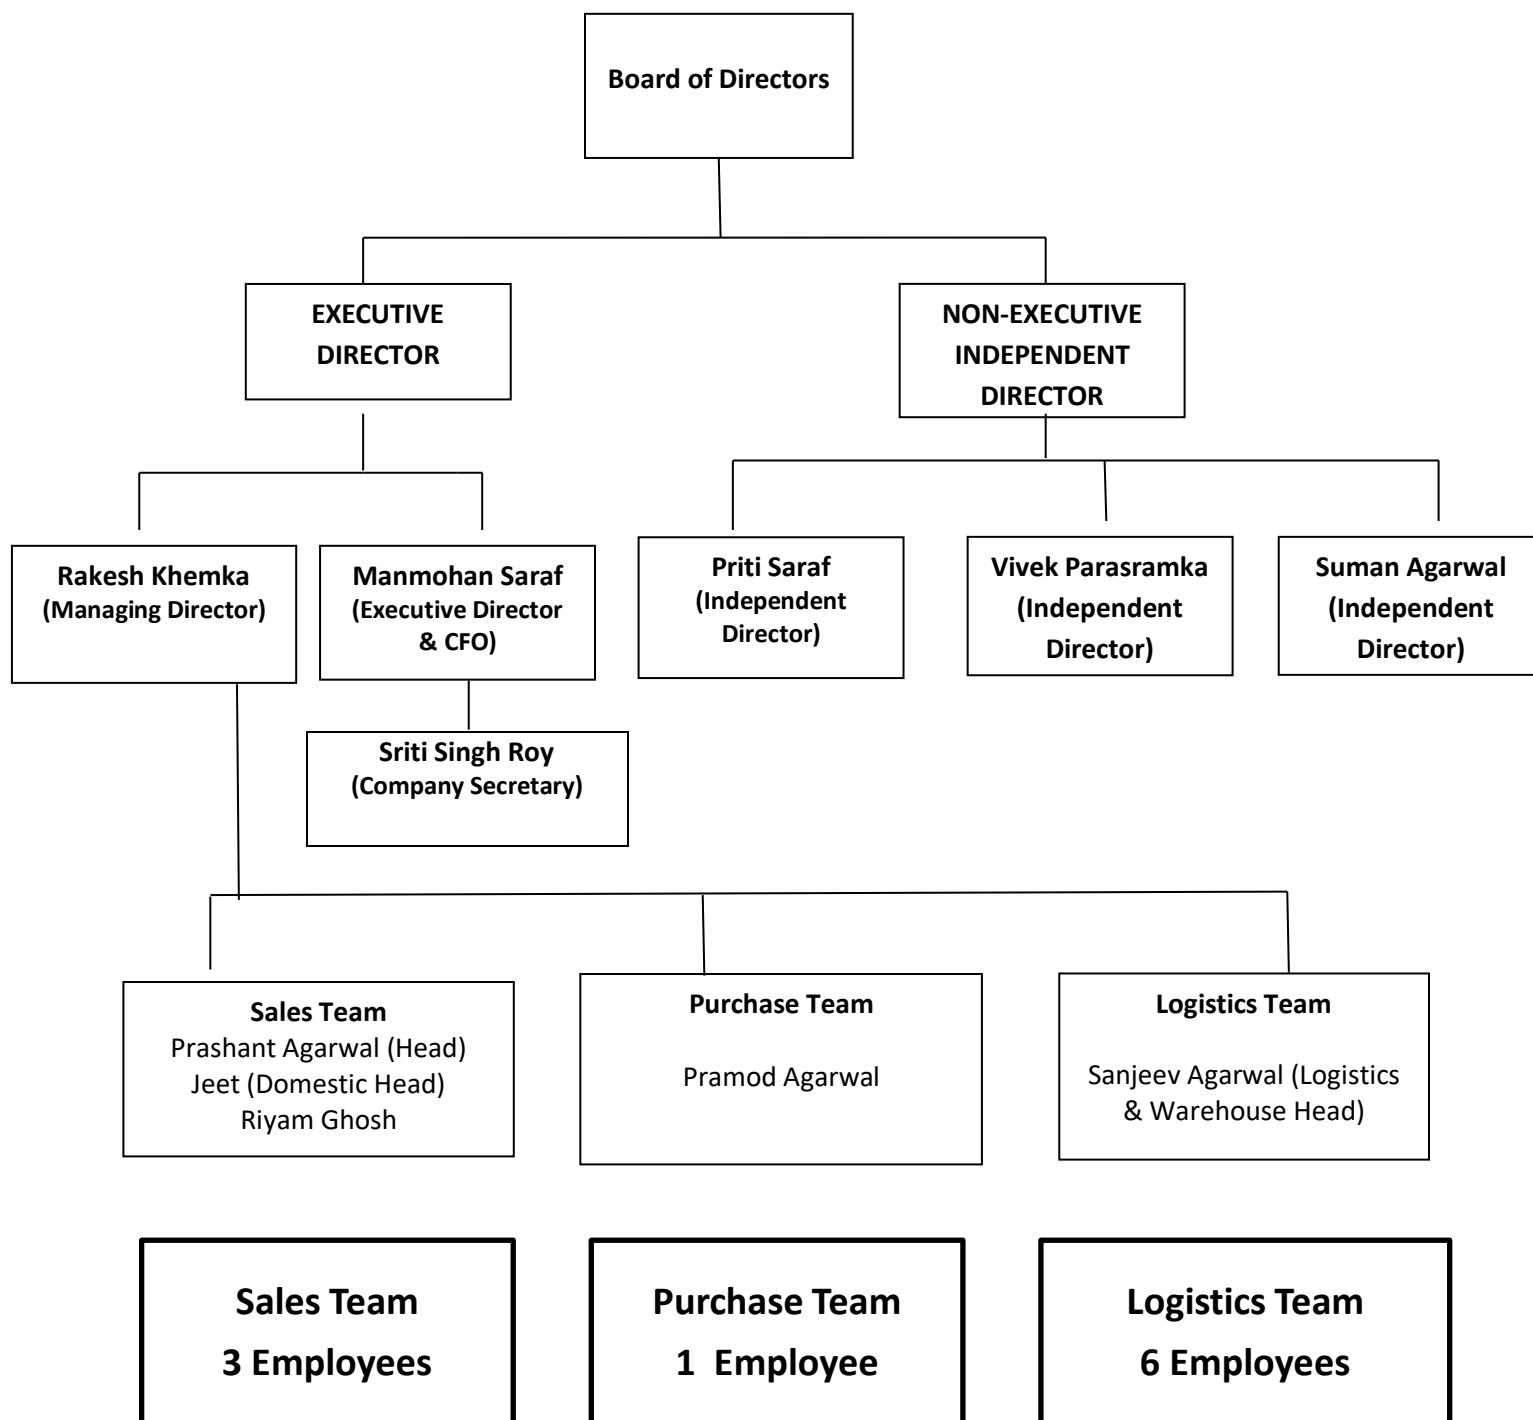 Board of Directors
EXECUTIVE
DIRECTOR
NON-EXECUTIVE
INDEPENDENT
DIRECTOR
Rakesh Khemka
(Managing Director)
Manmohan Saraf
(Executive Director
& CFO)
Priti Saraf
(Independent
Director)
Vivek Parasramka
(Independent
Director)
Suman Agarwal
(Independent
Director)
Sriti Singh Roy
(Company Secretary)
Sales Team
Prashant Agarwal (Head)
Jeet (Domestic Head)
Riyam Ghosh
Purchase Team
Pramod Agarwal
Logistics Team
Sanjeev Agarwal (Logistics
& Warehouse Head)
Sales Team
3 Employees
Purchase Team
1 Employee
Logistics Team
6 Employees